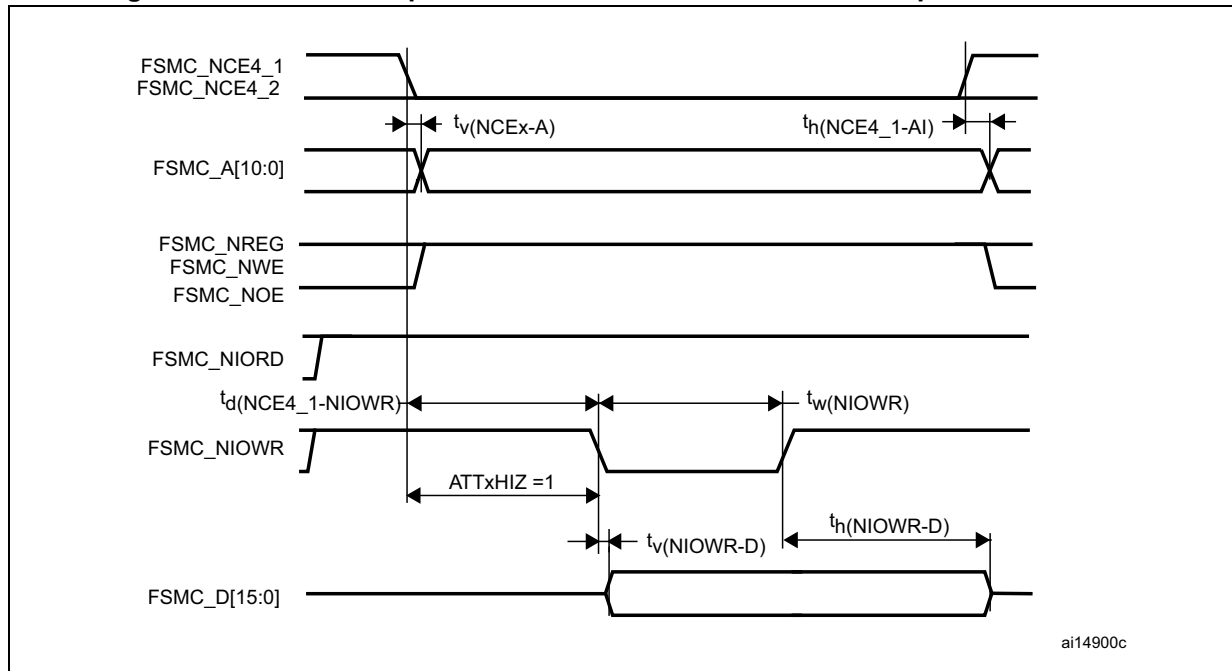 FSMC_NCE4_1
FSMC_NCE4_2
tv(NCEx-A)
th(NCE4_1-AI)
FSMC_A[10:0]
FSMC_NREG
FSMC_NWE
FSMC_NOE
FSMC_NIORD
td(NCE4_1-NIOWR)
tw(NIOWR)
FSMC_NIOWR
ATTxHIZ =1
th(NIOWR-D)
tv(NIOWR-D)
FSMC_D[15:0]
ai14900c